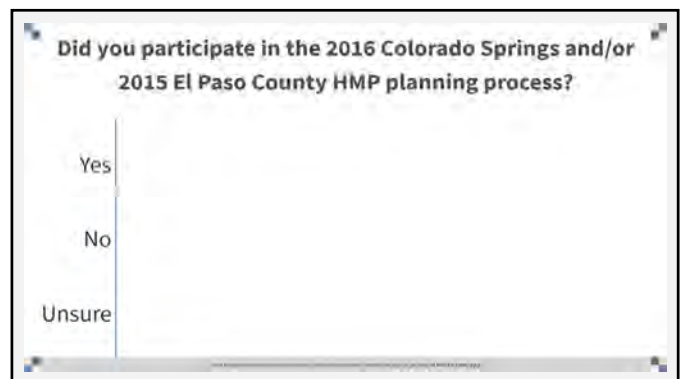 Did you participate in the 2016 Colorado Springs and/or
2015 El Paso County HMP planning process?
Yes
No
Unsure